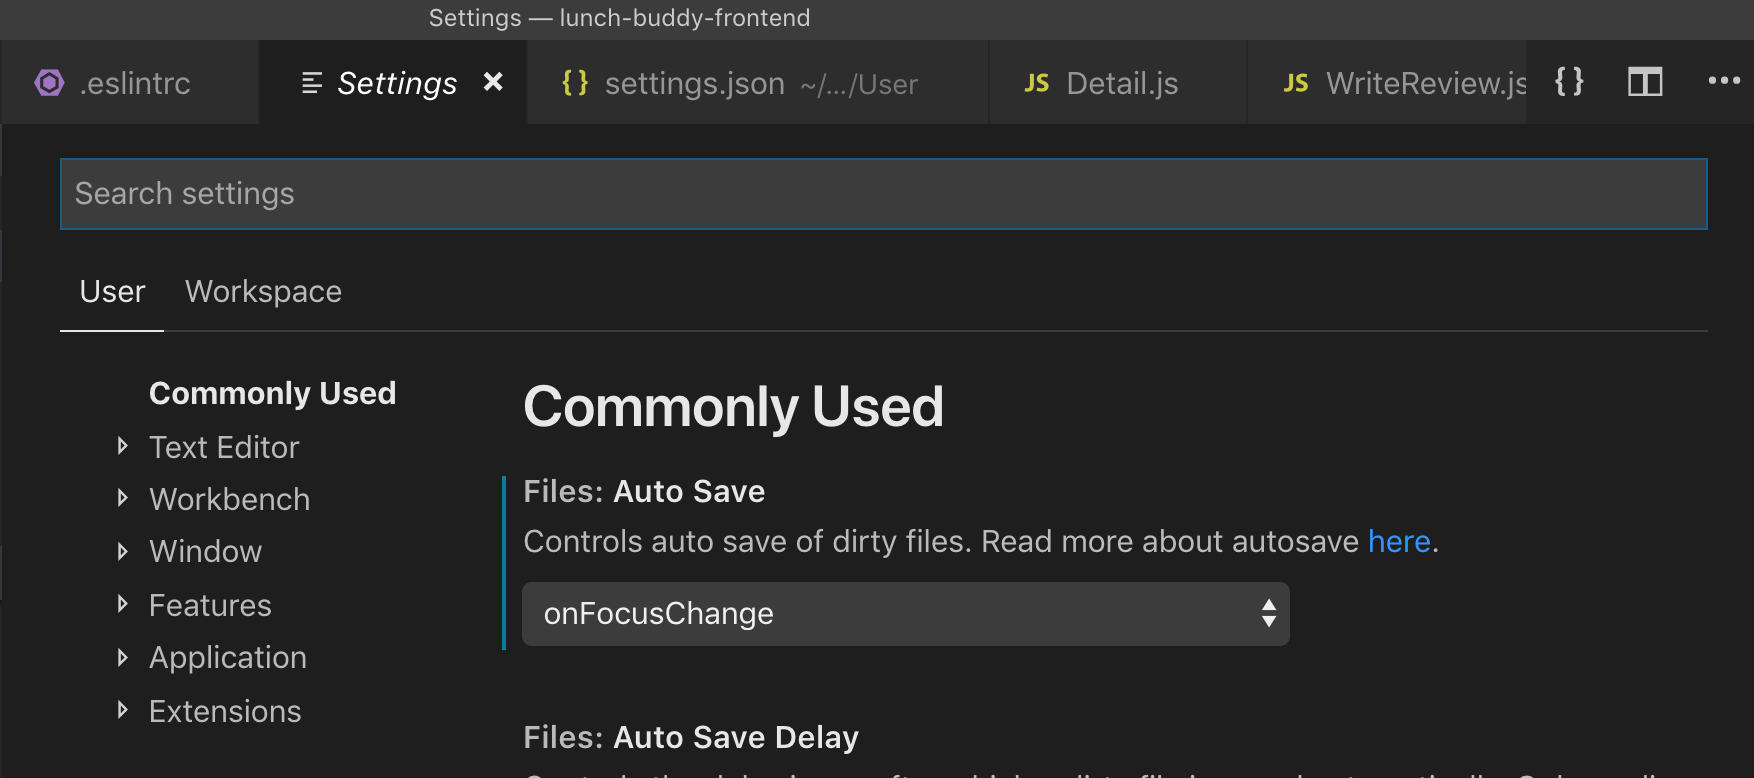 Settings — lunch-buddy-frontend
.eslintrc
Settings
{ } settings.json ~/.../User
JS Detail.js
JS WriteReview.js
{ }
Search settings
User Workspace
Commonly Used
Text Editor
Workbench
Window
Features
Application
Extensions
Commonly Used
Files: Auto Save
Controls auto save of dirty files. Read more about autosave here.
onFocusChange
Files: Auto Save Delay